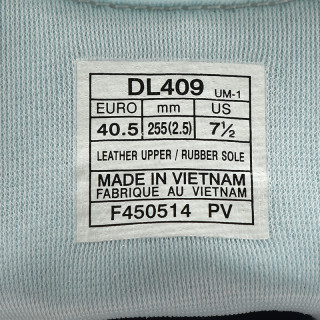 DL409 UM-1
EURO mm US
40.5 255(2.5) 7½
LEATHER UPPER / RUBBER SOLE
MADE IN VIETNAM
FABRIQUE AU VIETNAM
F450514 PV